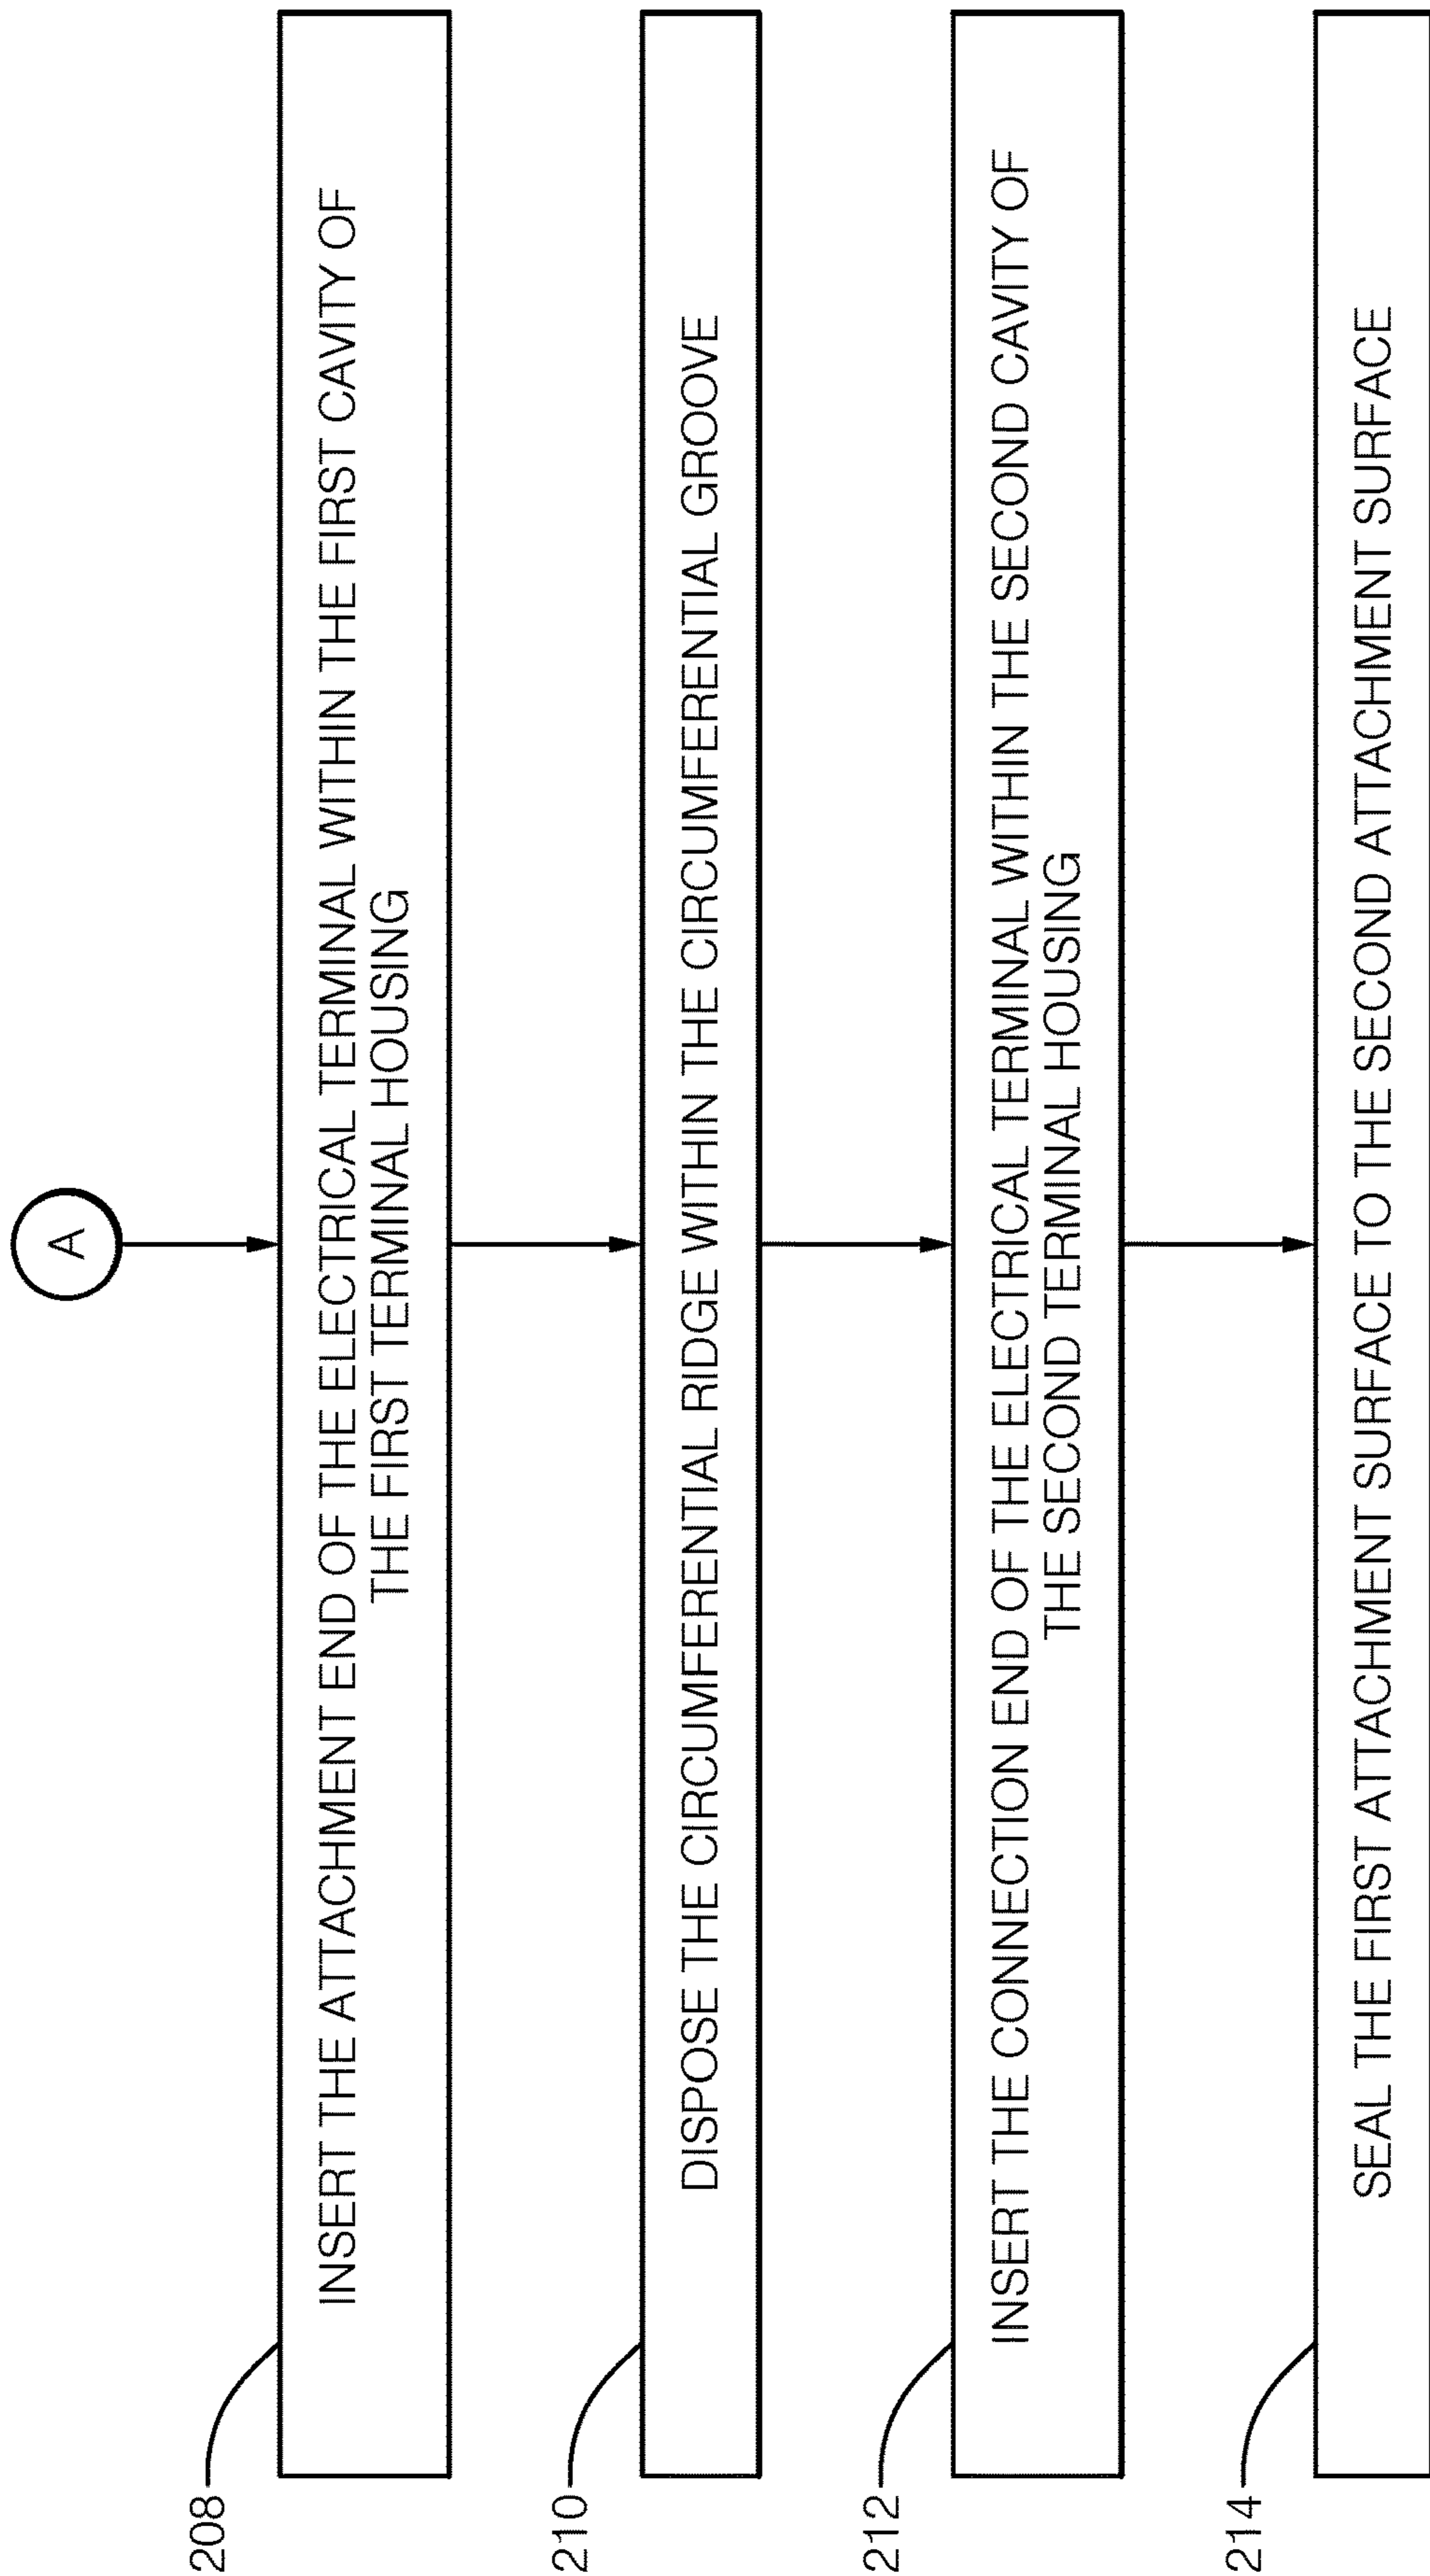 A
208
INSERT THE ATTACHMENT END OF THE ELECTRICAL TERMINAL WITHIN THE FIRST CAVITY OF
THE FIRST TERMINAL HOUSING
210
DISPOSE THE CIRCUMFERENTIAL RIDGE WITHIN THE CIRCUMFERENTIAL GROOVE
212
INSERT THE CONNECTION END OF THE ELECTRICAL TERMINAL WITHIN THE SECOND CAVITY OF
THE SECOND TERMINAL HOUSING
214
SEAL THE FIRST ATTACHMENT SURFACE TO THE SECOND ATTACHMENT SURFACE